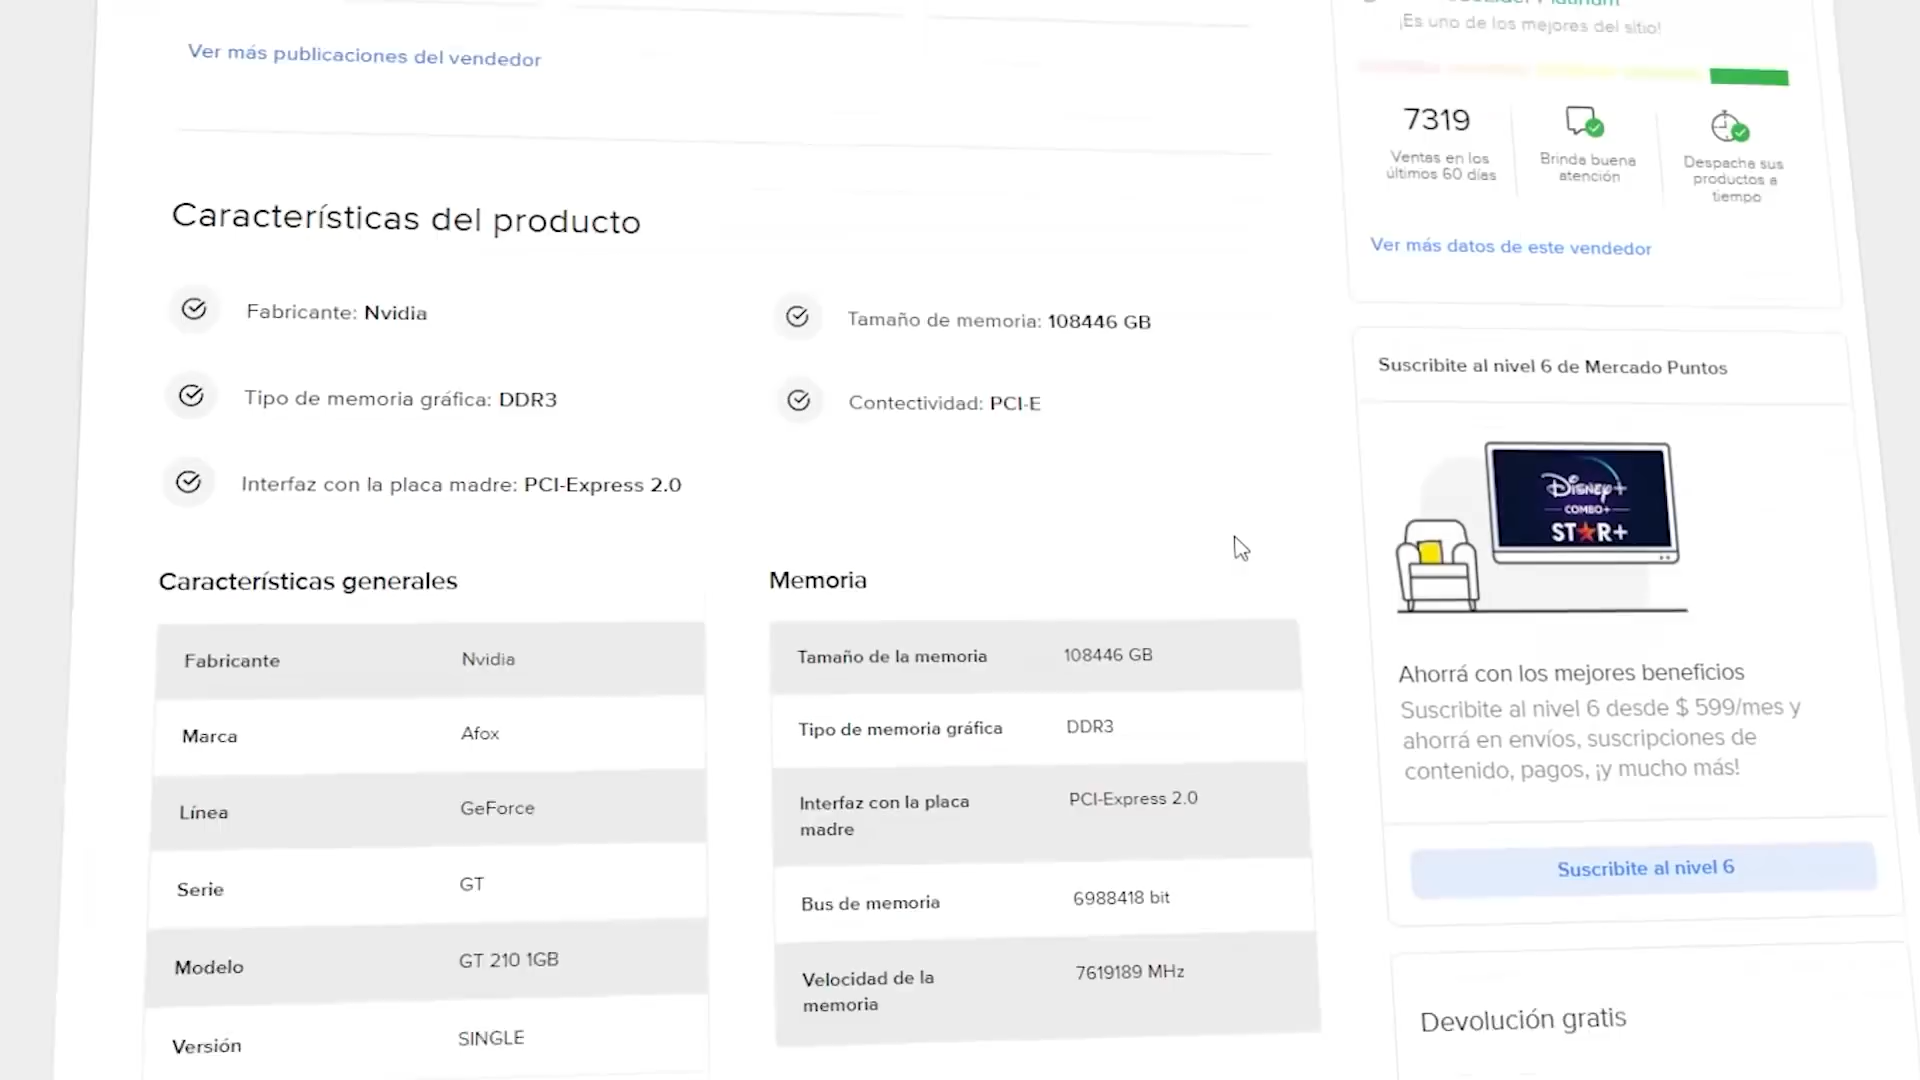 Ver más publicaciones del vendedor
Características del producto
Fabricante: Nvidia
Tamaño de memoria: 108446 GB
Tipo de memoria gráfica: DDR3
Contectividad: PCI-E
Interfaz con la placa madre: PCI-Express 2.0
Características generales
Fabricante Nvidia
Marca Afox
Línea GeForce
Serie GT
Modelo GT 210 1GB
Versión SINGLE
Memoria
Tamaño de la memoria 108446 GB
Tipo de memoria gráfica DDR3
Interfaz con la placa PCI-Express 2.0
madre
Bus de memoria 6988418 bit
Velocidad de la 7619189 MHz
memoria
Platinum
¡Es uno de los mejores del sitio!
7319
Ventas en los
últimos 60 días
Brinda buena
atención
Despacha sus
productos a
tiempo
Ver más datos de este vendedor
Suscribite al nivel 6 de Mercado Puntos
Disney+
COMBO+
ST★R+
Ahorrá con los mejores beneficios
Suscribite al nivel 6 desde $ 599/mes y
ahorrá en envíos, suscripciones de
contenido, pagos, ¡y mucho más!
Suscribite al nivel 6
Devolución gratis